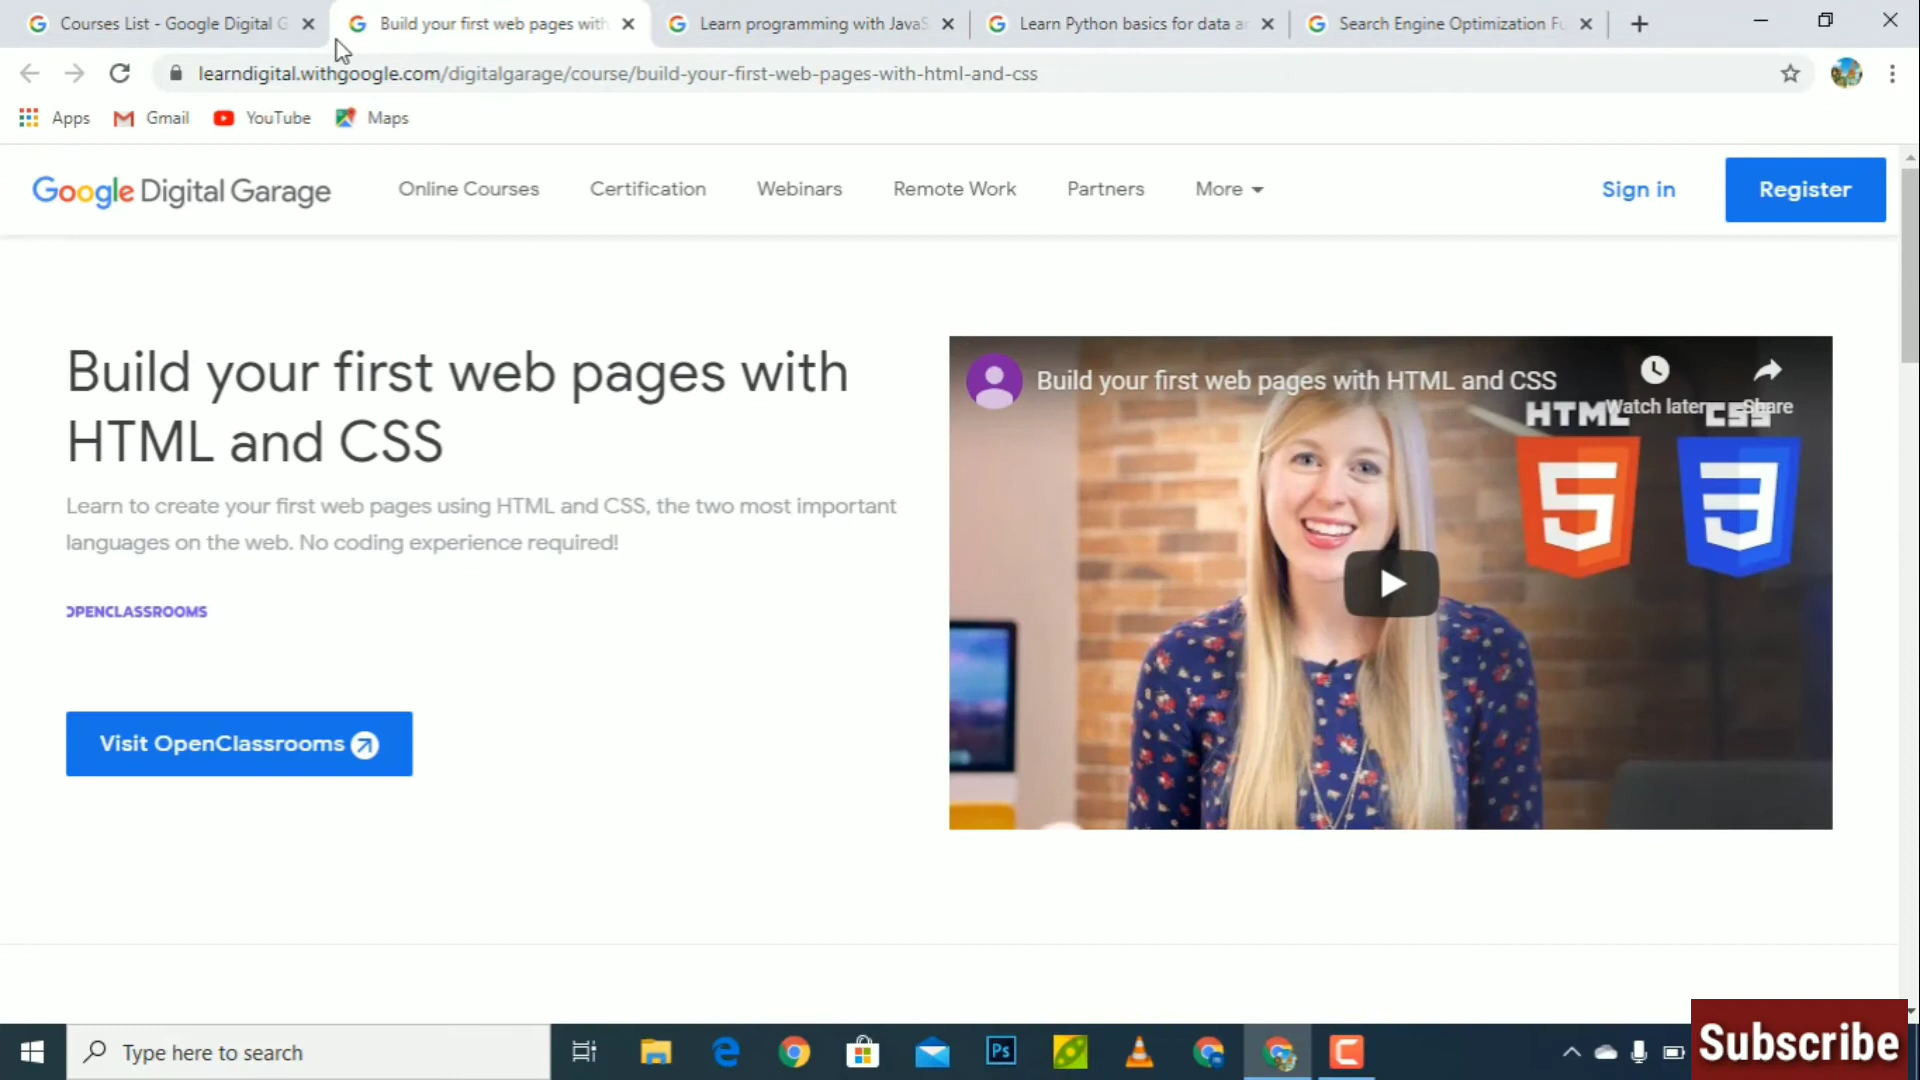 Courses List - Google Digital G
Build your first web pages with
Learn programming with JavaS
Learn Python basics for data a
Search Engine Optimization Fu
learndigital.withgoogle.com/digitalgarage/course/build-your-first-web-pages-with-html-and-css
Apps
Gmail
YouTube
Maps
Google Digital Garage
Online Courses
Certification
Webinars
Remote Work
Partners
More
Sign in
Register
Build your first web pages with
HTML and CSS
Learn to create your first web pages using HTML and CSS, the two most important
languages on the web. No coding experience required!
OPENCLASSROOMS
Visit OpenClassrooms
Build your first web pages with HTML and CSS
Watch later
Share
HTML
CSS
5
3
Type here to search
Ps
Subscribe